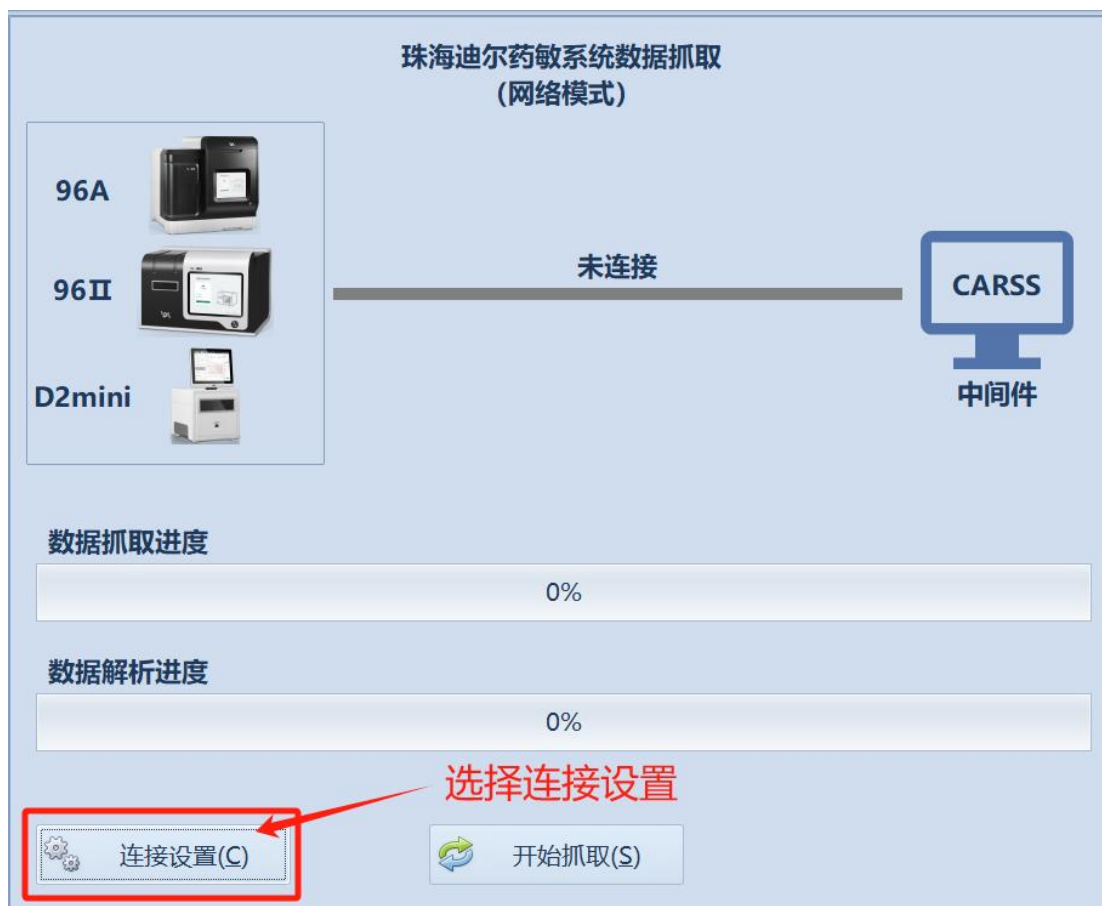 珠海迪尔药敏系统数据抓取
（网络模式）
96A
96Ⅱ
D2mini
未连接
CARSS
中间件
数据抓取进度
0%
数据解析进度
0%
选择连接设置
连接设置(C)
开始抓取(S)